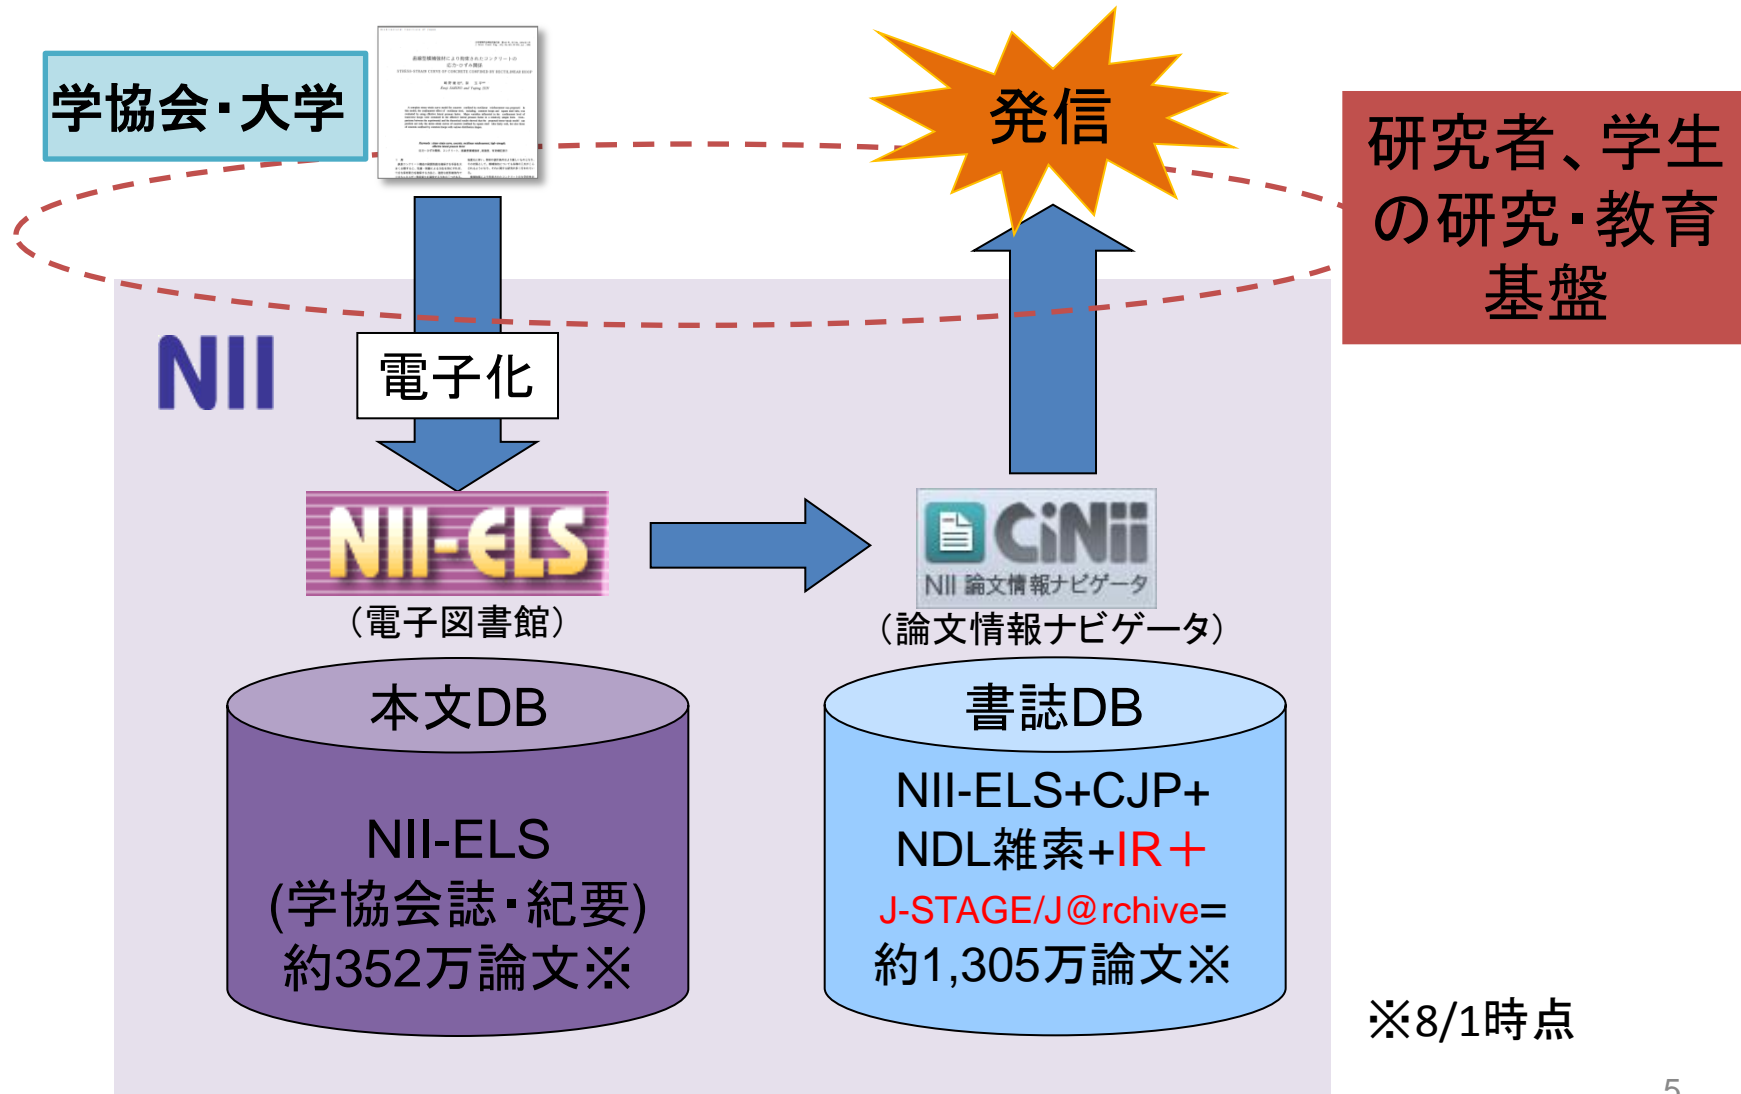 学協会・大学
発信
研究者、学生
の研究・教育
基盤
NII
電子化
NII-ELS
(電子図書館)
CiNii
NII 論文情報ナビゲータ
(論文情報ナビゲータ)
本文DB
NII-ELS
(学協会誌・紀要)
約352万論文※
書誌DB
NII-ELS+CJP+
NDL雑索+IR＋
J-STAGE/J@rchive=
約1,305万論文※
※8/1時点
5